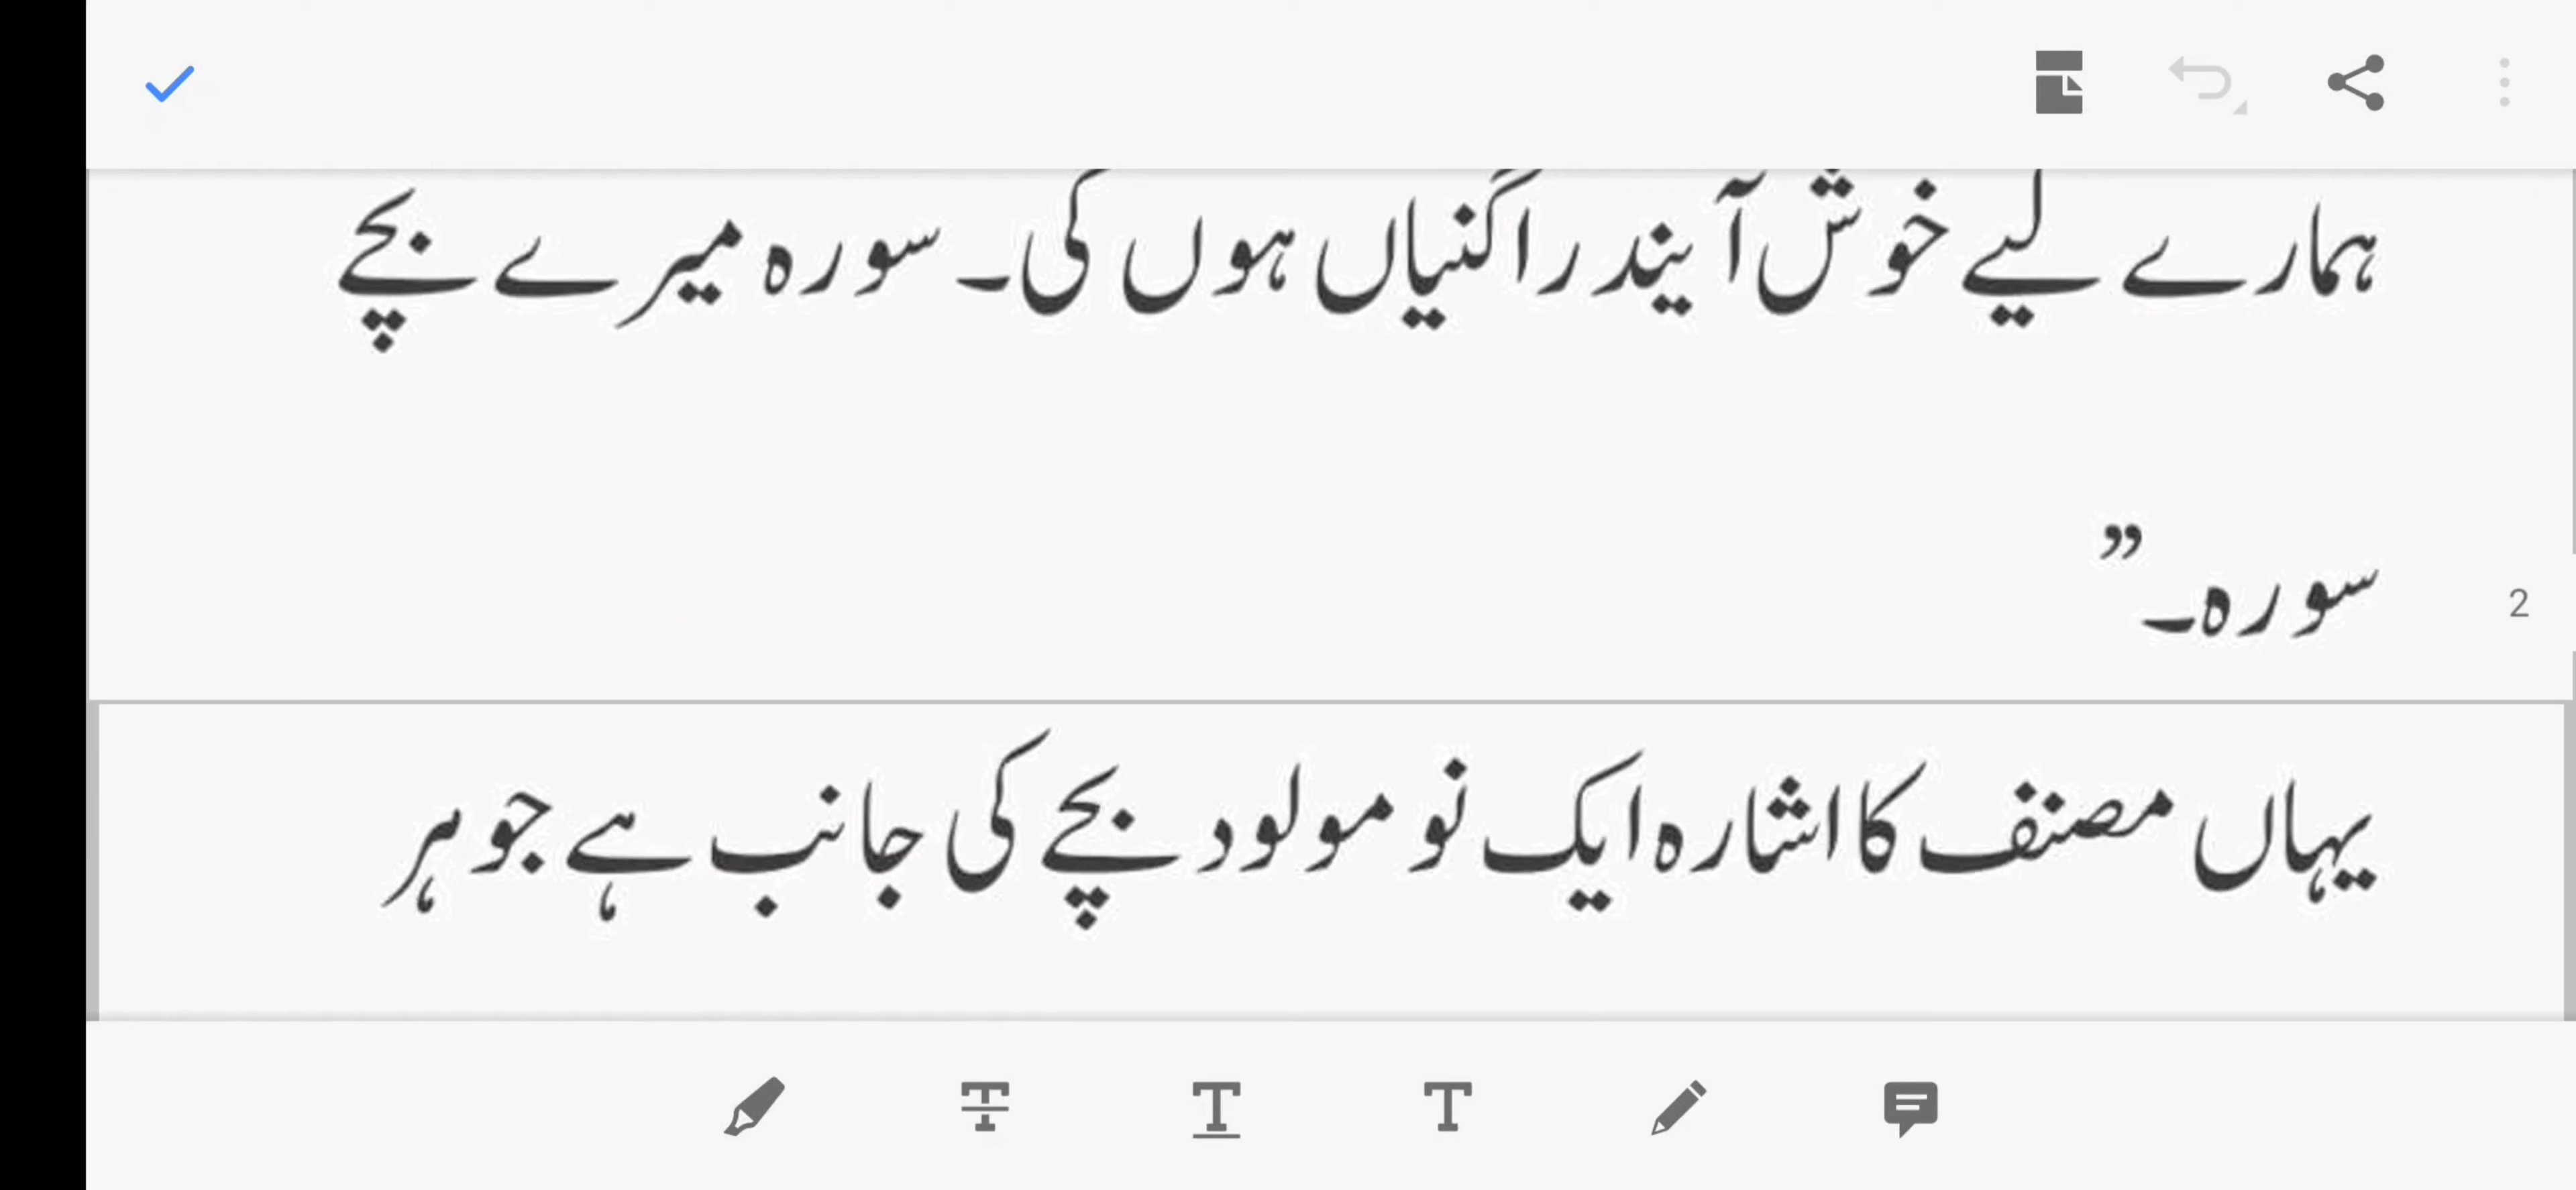 ہمارے لیے خوش آیند راگنیاں ہوں گی۔ سورہ میرے بچے
سورہ۔”
2
یہاں مصنف کا اشارہ ایک نو مولود بچے کی جانب ہے جو ہر